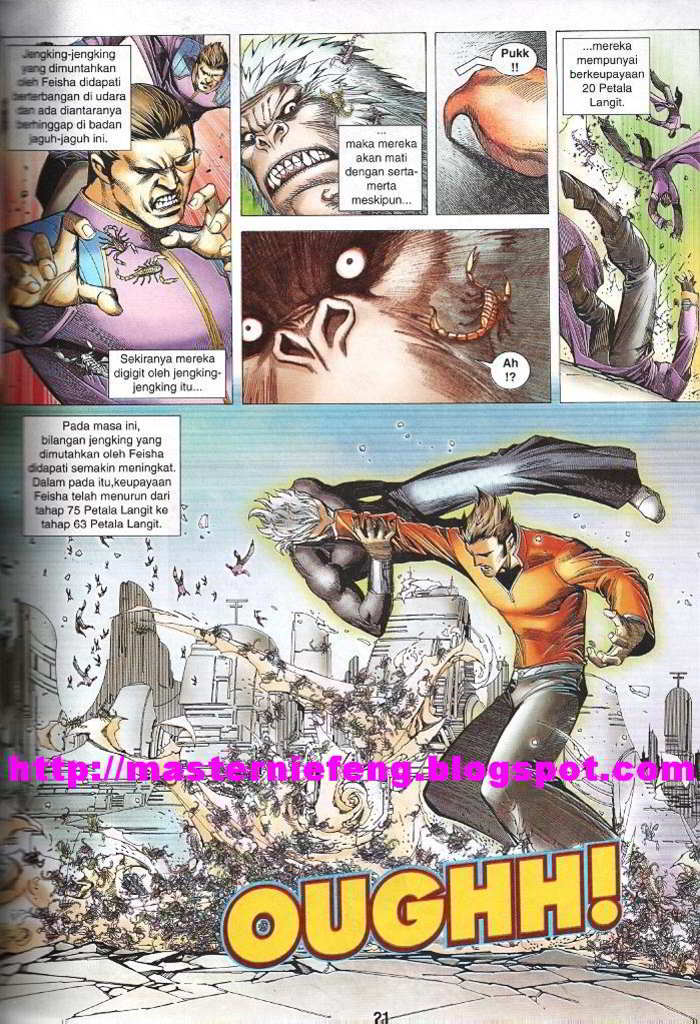 Jengking-jengking
yang dimuntahkan
oleh Feisha didapati
berterbangan di udara
dan ada diantaranya
berhinggap di badan
jaguh-jaguh ini.
Sekiranya mereka
digigit oleh jengking-
jengking itu...
...
maka mereka
akan mati
dengan serta-
merta
meskipun...
Pukk
!!
...mereka
mempunyai
berkeupayaan
20 Petala
Langit.
Ah
!?
Pada masa ini,
bilangan jengking yang
dimutahkan oleh Feisha
didapati semakin meningkat.
Dalam pada itu,keupayaan
Feisha telah menurun dari
tahap 75 Petala Langit ke
tahap 63 Petala Langit.
http://masterniefeng.blogspot.com
OUGHH!
21